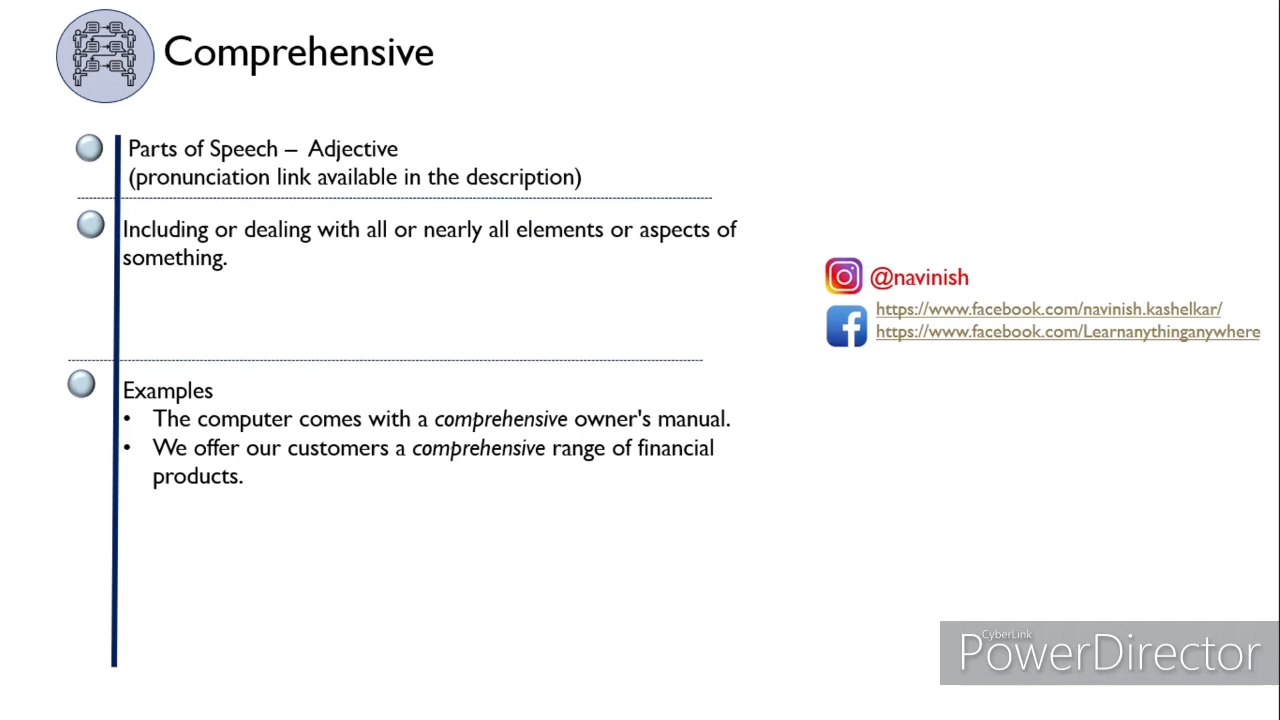 Comprehensive
Parts of Speech – Adjective
(pronunciation link available in the description)
Including or dealing with all or nearly all elements or aspects of
something.
@navinish
https://www.facebook.com/navinish.kashelkar/
https://www.facebook.com/Learnanythinganywhere
Examples
• The computer comes with a comprehensive owner's manual.
• We offer our customers a comprehensive range of financial
products.
CyberLink
PowerDirector